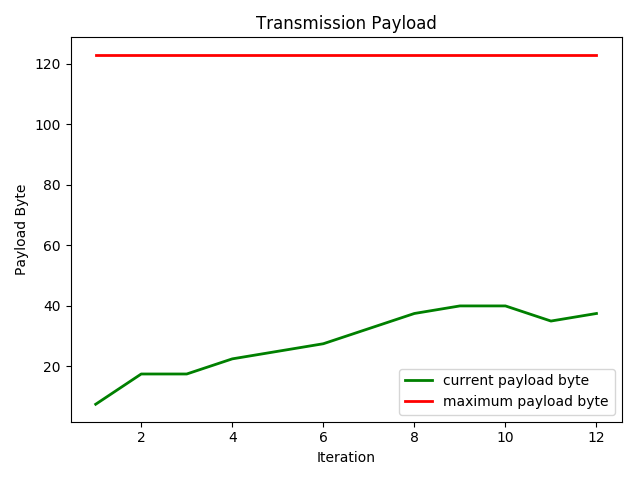 Transmission Payload
120
100
80
60
40
20
Payload Byte
current payload byte
maximum payload byte
2 4 6 8 10 12
Iteration